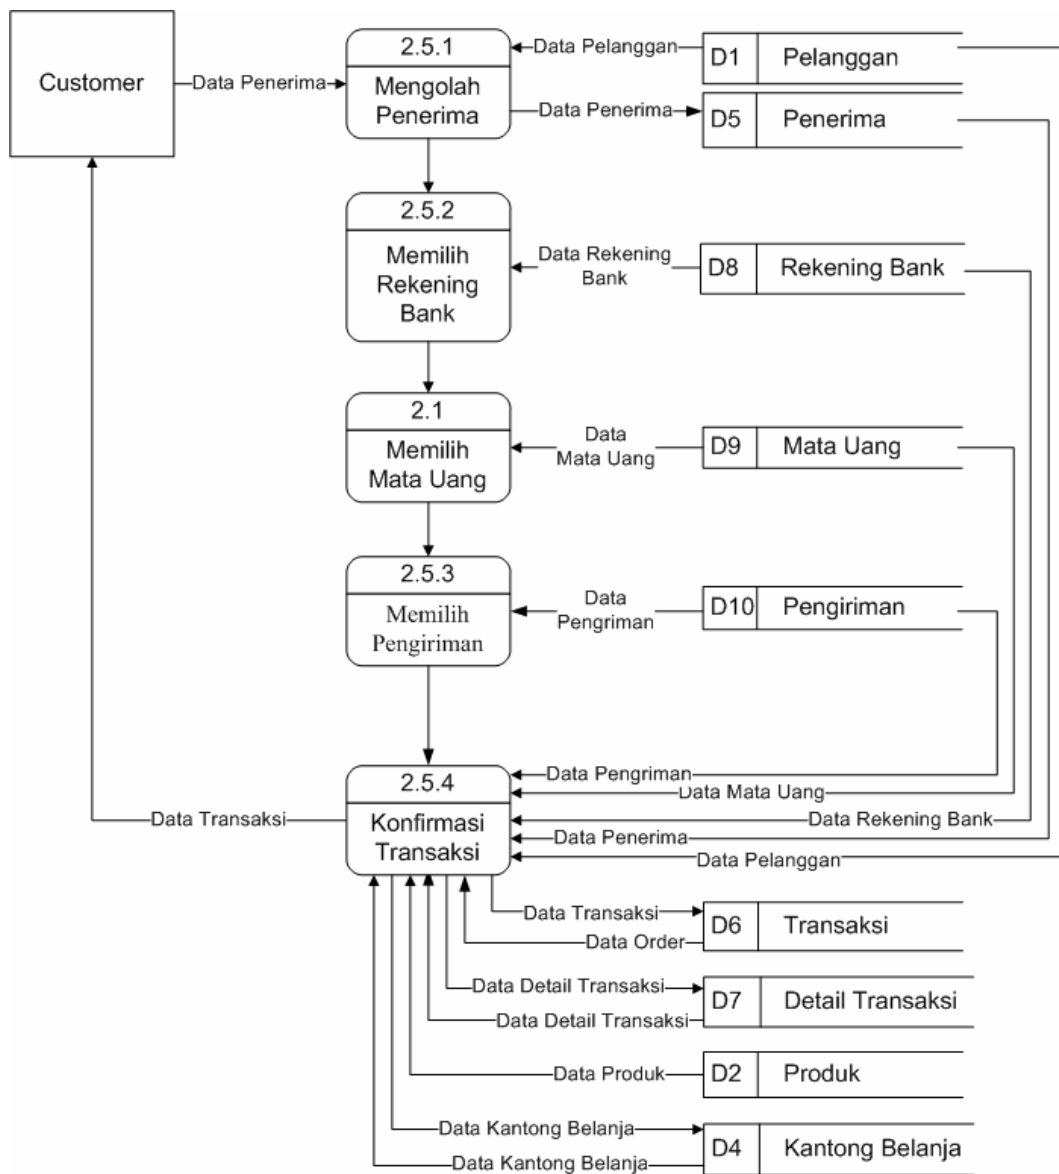 Customer
Data Penerima
2.5.1
Mengolah
Penerima
Data Pelanggan
D1 Pelanggan
Data Penerima
D5 Penerima
2.5.2
Memilih
Rekening
Bank
Data Rekening
Bank
D8 Rekening Bank
2.1
Memilih
Mata Uang
Data
Mata Uang
D9 Mata Uang
2.5.3
Memilih
Pengiriman
Data
Pengriman
D10 Pengiriman
2.5.4
Konfirmasi
Transaksi
Data Transaksi
Data Pengriman
Data Mata Uang
Data Rekening Bank
Data Penerima
Data Pelanggan
Data Transaksi
Data Order
D6 Transaksi
Data Detail Transaksi
Data Detail Transaksi
D7 Detail Transaksi
Data Produk
D2 Produk
Data Kantong Belanja
Data Kantong Belanja
D4 Kantong Belanja